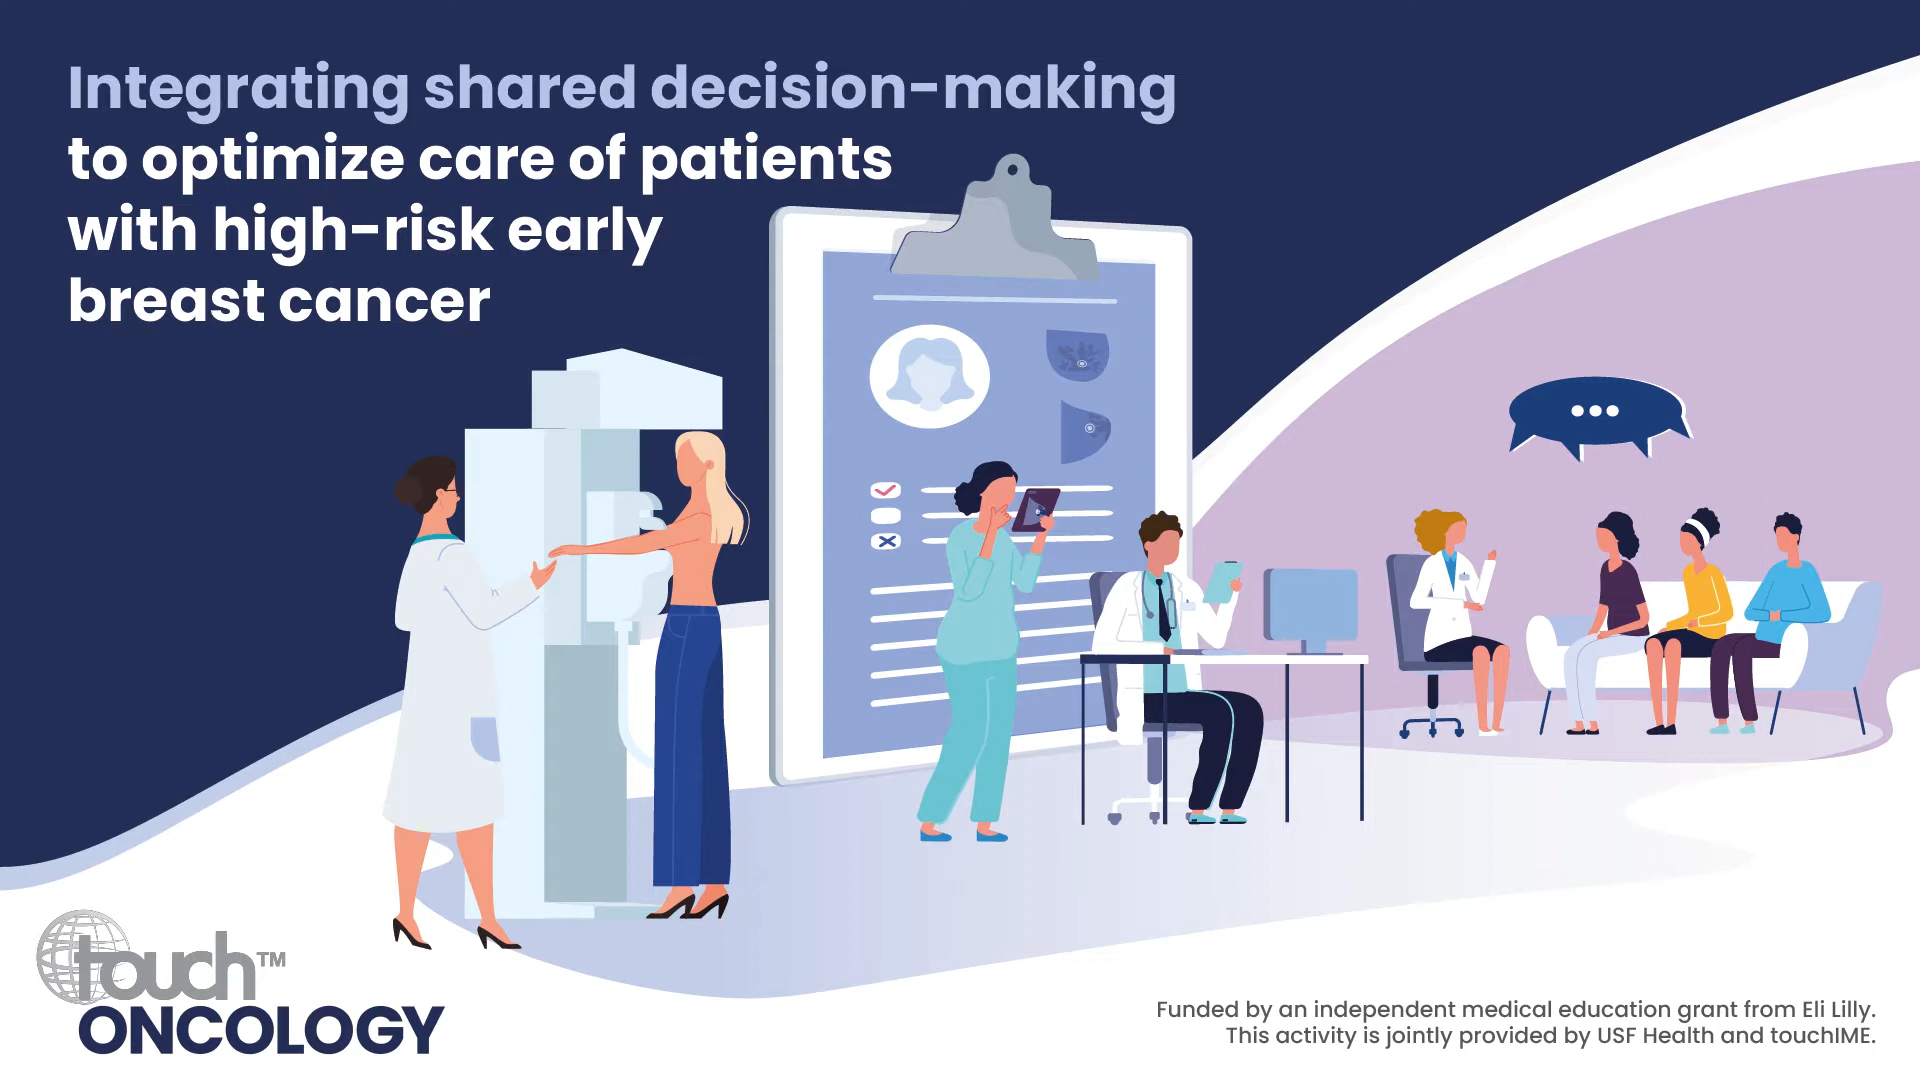 Integrating shared decision-making
to optimize care of patients
with high-risk early
breast cancer
touch™
ONCOLOGY
Funded by an independent medical education grant from Eli Lilly.
This activity is jointly provided by USF Health and touchIME.